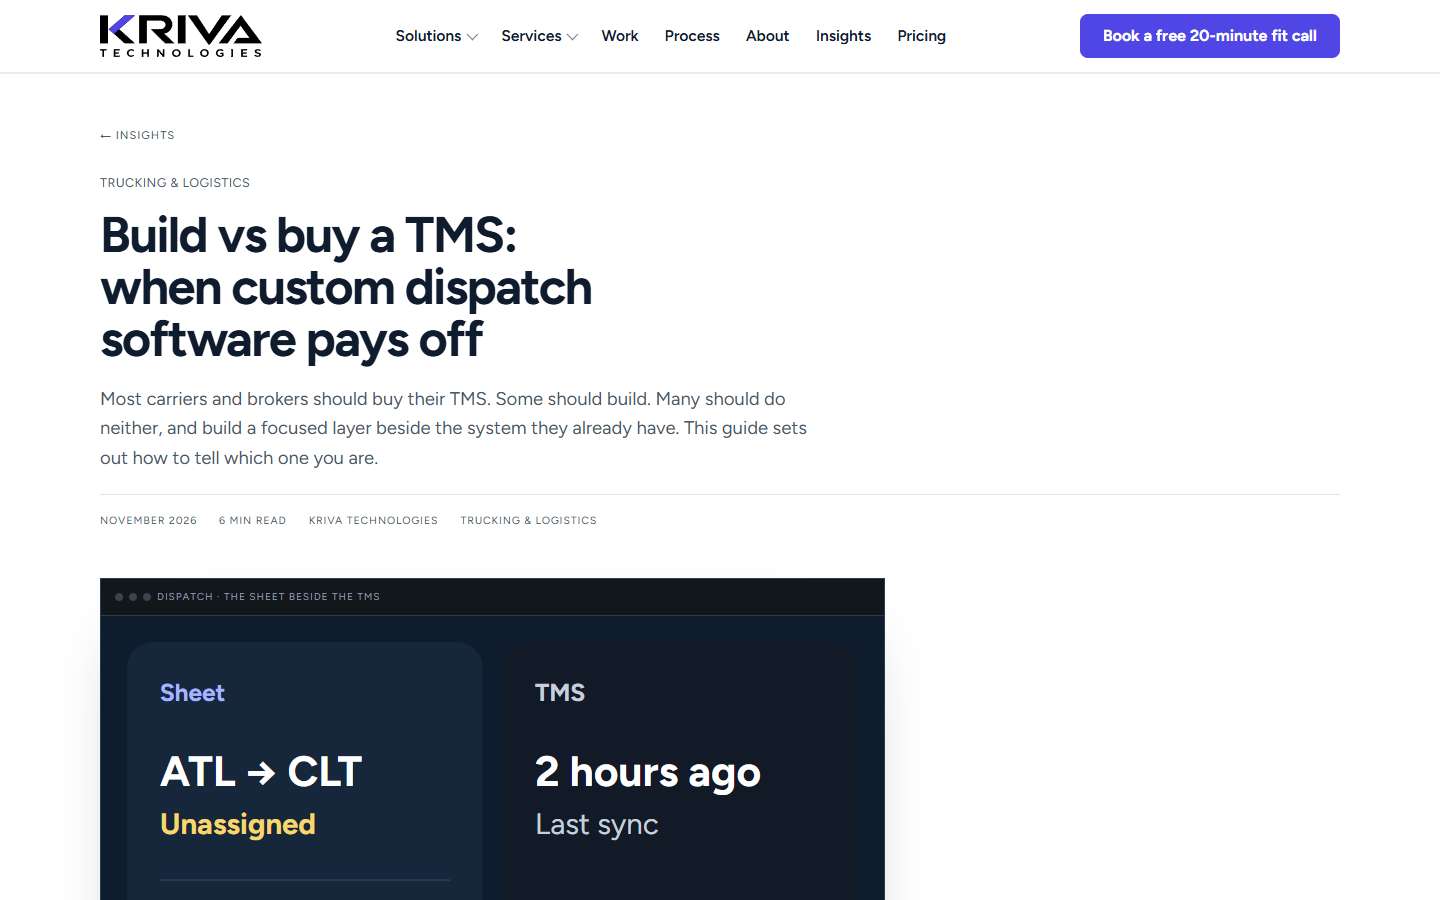 KRIVA
TECHNOLOGIES
Solutions Services Work Process About Insights Pricing
Book a free 20-minute fit call
← INSIGHTS
TRUCKING & LOGISTICS
Build vs buy a TMS:
when custom dispatch
software pays off
Most carriers and brokers should buy their TMS. Some should build. Many should do
neither, and build a focused layer beside the system they already have. This guide sets
out how to tell which one you are.
NOVEMBER 2026 6 MIN READ KRIVA TECHNOLOGIES TRUCKING & LOGISTICS
DISPATCH · THE SHEET BESIDE THE TMS
Sheet
ATL → CLT
Unassigned
TMS
2 hours ago
Last sync